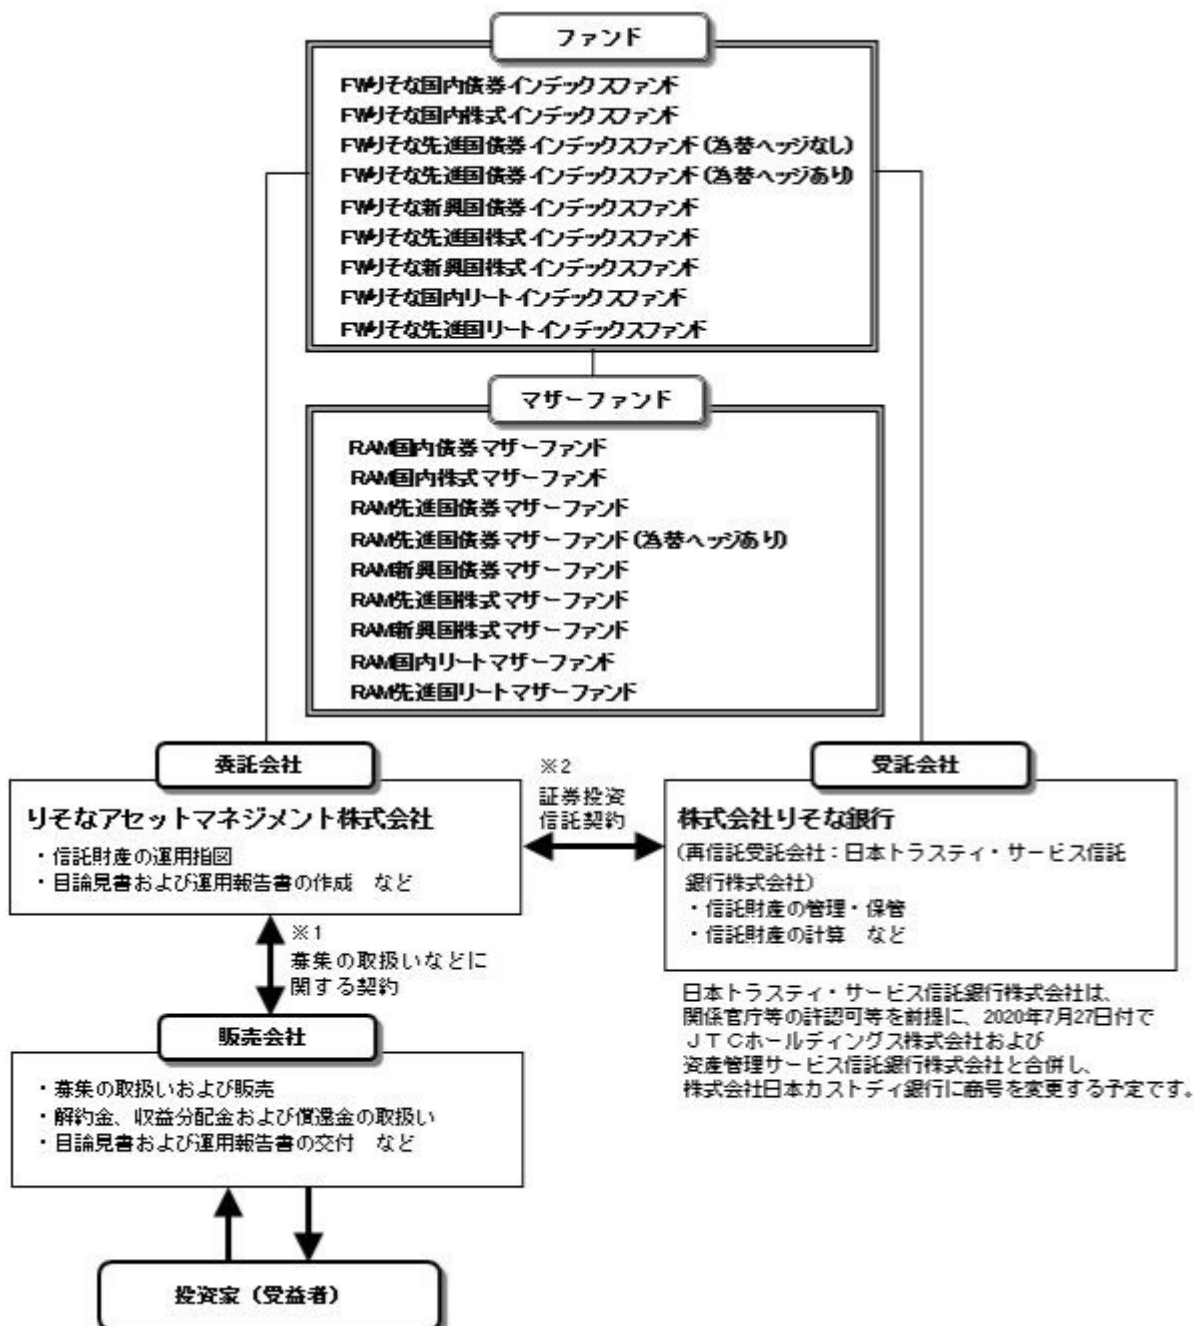 ファンド
FWりそな国内債券インデックスファンド
FWりそな国内株式インデックスファンド
FWりそな先進国債券インデックスファンド(為替ヘッジなし)
FWりそな先進国債券インデックスファンド(為替ヘッジあり)
FWりそな新興国債券インデックスファンド
FWりそな先進国株式インデックスファンド
FWりそな新興国株式インデックスファンド
FWりそな国内リートインデックスファンド
FWりそな先進国リートインデックスファンド
マザーファンド
RAM国内債券マザーファンド
RAM国内株式マザーファンド
RAM先進国債券マザーファンド
RAM先進国債券マザーファンド(為替ヘッジあり)
RAM新興国債券マザーファンド
RAM先進国株式マザーファンド
RAM新興国株式マザーファンド
RAM国内リートマザーファンド
RAM先進国リートマザーファンド
委託会社
りそなアセットマネジメント株式会社
・信託財産の運用指図
・目論見書および運用報告書の作成 など
※2
証券投資
信託契約
受託会社
株式会社りそな銀行
(再信託受託会社:日本トラスティ・サービス信託
銀行株式会社)
・信託財産の管理・保管
・信託財産の計算 など
※1
募集の取扱いなどに
関する契約
日本トラスティ・サービス信託銀行株式会社は、
関係官庁等の許認可等を前提に、2020年7月27日付で
JTCホールディングス株式会社および
資産管理サービス信託銀行株式会社と合併し、
株式会社日本カストディ銀行に商号を変更する予定です。
販売会社
・募集の取扱いおよび販売
・解約金、収益分配金および償還金の取扱い
・目論見書および運用報告書の交付 など
投資家(受益者)